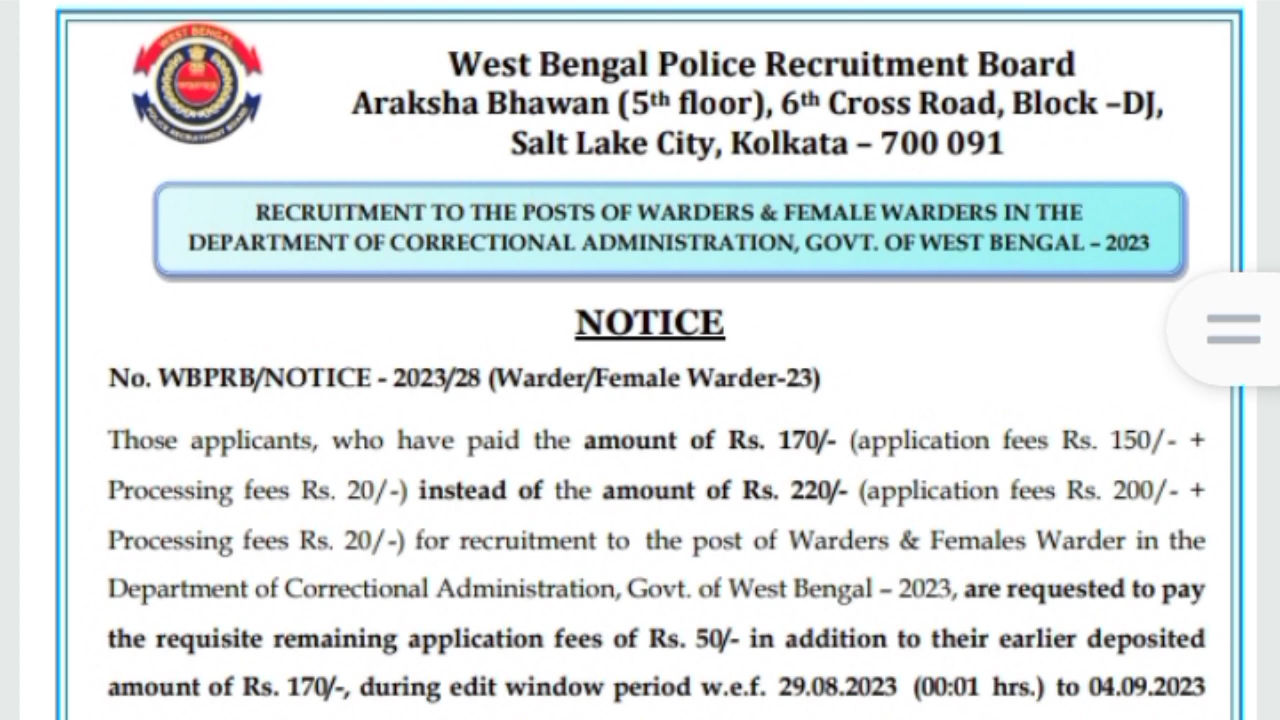 WEST BENGAL
POLICE RECRUITMENT BOARD
West Bengal Police Recruitment Board
Araksha Bhawan (5th floor), 6th Cross Road, Block –DJ,
Salt Lake City, Kolkata – 700 091
RECRUITMENT TO THE POSTS OF WARDERS & FEMALE WARDERS IN THE
DEPARTMENT OF CORRECTIONAL ADMINISTRATION, GOVT. OF WEST BENGAL – 2023
NOTICE
No. WBPRB/NOTICE - 2023/28 (Warder/Female Warder-23)
Those applicants, who have paid the amount of Rs. 170/- (application fees Rs. 150/- +
Processing fees Rs. 20/-) instead of the amount of Rs. 220/- (application fees Rs. 200/- +
Processing fees Rs. 20/-) for recruitment to the post of Warders & Females Warder in the
Department of Correctional Administration, Govt. of West Bengal – 2023, are requested to pay
the requisite remaining application fees of Rs. 50/- in addition to their earlier deposited
amount of Rs. 170/-, during edit window period w.e.f. 29.08.2023 (00:01 hrs.) to 04.09.2023